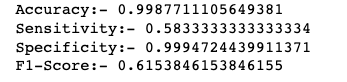 Accuracy:- 0.9987711105649381
Sensitivity:- 0.5833333333333334
Specificity:- 0.9994724439911371
F1-Score:- 0.6153846153846155